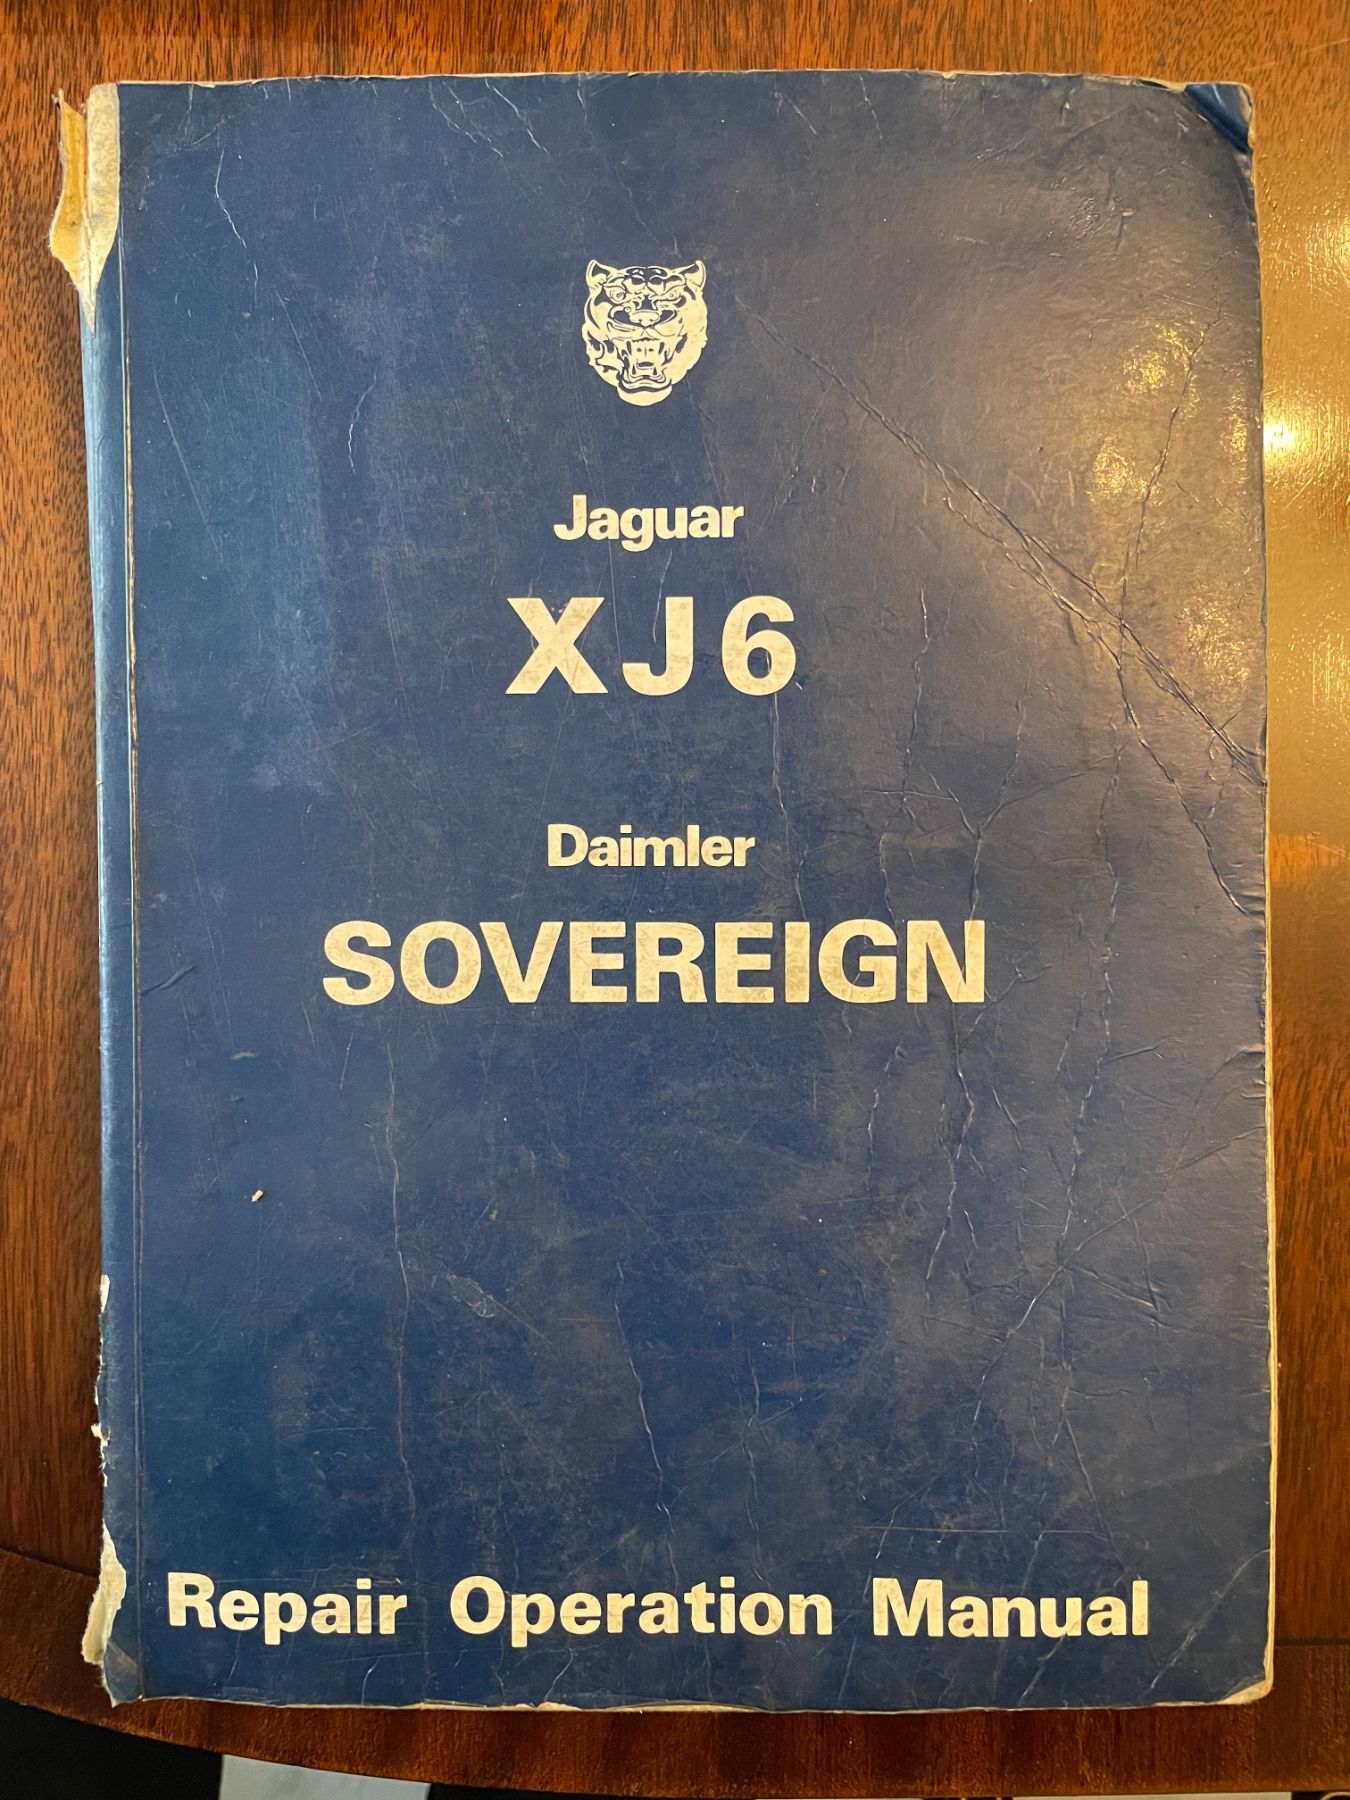 Jaguar
XJ6
Daimler
SOVEREIGN
Repair Operation Manual